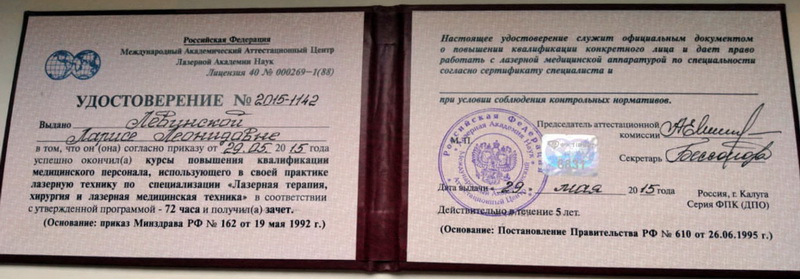 Российская Федерация
Международный Академический Аттестационный Центр
Лазерной Академии Наук
Лицензия 40 № 000269-1(88)
УДОСТОВЕРЕНИЕ № 2015-1142
Выдано Левинской
Ларисе Леонидовне
в том, что он (она) согласно приказу от 29.05 2015 года
успешно окончил(а) курсы повышения квалификации
медицинского персонала, использующего в своей практике
лазерную технику по специализации «Лазерная терапия,
хирургия и лазерная медицинская техника» в соответствии
с утвержденной программой - 72 часа и получил(а) зачет.
(Основание: приказ Минздрава РФ № 162 от 19 мая 1992 г.)
Настоящее удостоверение служит официальным документом
о повышении квалификации конкретного лица и дает право
работать с лазерной медицинской аппаратурой по специальности
согласно сертификату специалиста и
при условии соблюдения контрольных нормативов.
Председатель аттестационной
М.П. комиссии
Секретарь
Российская Федерация
Лазерная Академия Наук
Дата выдачи 29 мая 2015 года
Россия, г. Калуга
Серия ФПК (ДПО)
Действительно в течение 5 лет.
(Основание: Постановление Правительства РФ № 610 от 26.06.1995 г.)